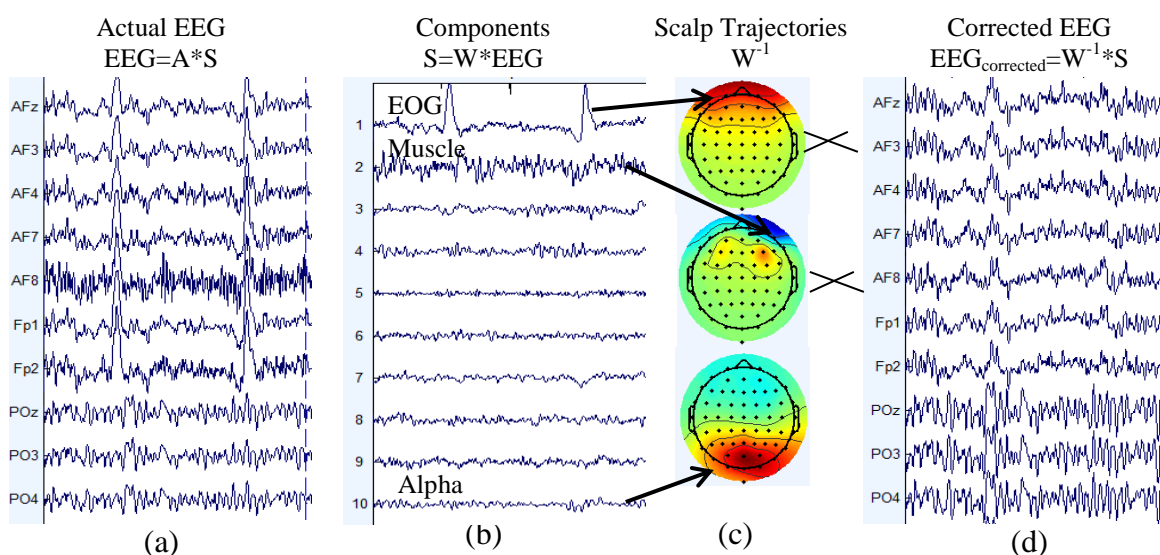 Actual EEG
EEG=A*S
Components
S=W*EEG
Scalp Trajectories
W⁻¹
Corrected EEG
EEGcorrected=W⁻¹*S
AFz
AF3
AF4
AF7
AF8
Fp1
Fp2
POz
PO3
PO4
EOG
1
Muscle
2
3
4
5
6
7
8
9
Alpha
10
AFz
AF3
AF4
AF7
AF8
Fp1
Fp2
POz
PO3
PO4
(a)
(b)
(c)
(d)